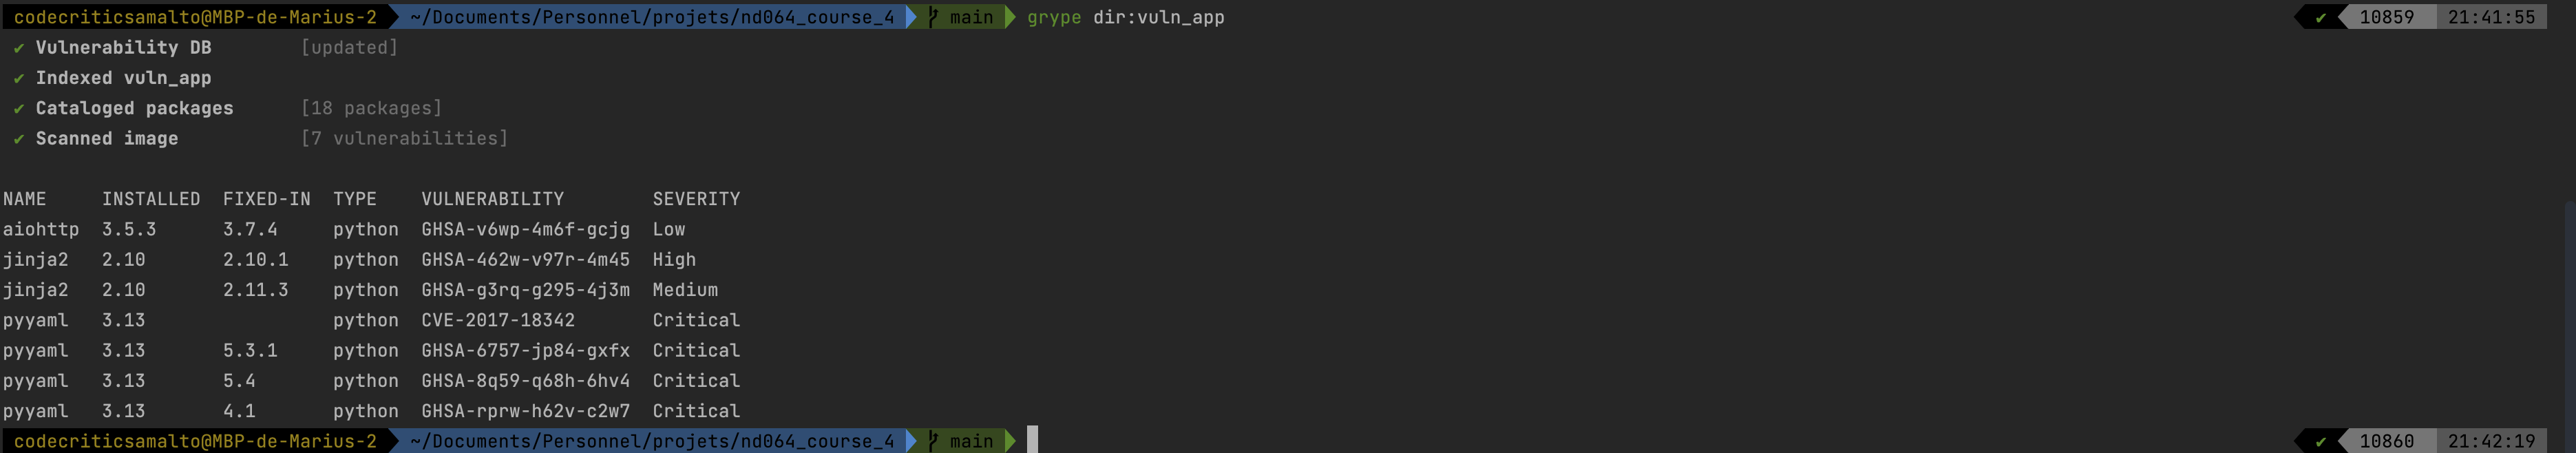 codecriticsamalto@MBP-de-Marius-2 ~/Documents/Personnel/projets/nd064_course_4 main grype dir:vuln_app ✔ 10859 21:41:55
✔ Vulnerability DB [updated]
✔ Indexed vuln_app
✔ Cataloged packages [18 packages]
✔ Scanned image [7 vulnerabilities]
NAME INSTALLED FIXED-IN TYPE VULNERABILITY SEVERITY
aiohttp 3.5.3 3.7.4 python GHSA-v6wp-4m6f-gcjg Low
jinja2 2.10 2.10.1 python GHSA-462w-v97r-4m45 High
jinja2 2.10 2.11.3 python GHSA-g3rq-g295-4j3m Medium
pyyaml 3.13 python CVE-2017-18342 Critical
pyyaml 3.13 5.3.1 python GHSA-6757-jp84-gxfx Critical
pyyaml 3.13 5.4 python GHSA-8q59-q68h-6hv4 Critical
pyyaml 3.13 4.1 python GHSA-rprw-h62v-c2w7 Critical
codecriticsamalto@MBP-de-Marius-2 ~/Documents/Personnel/projets/nd064_course_4 main ✔ 10860 21:42:19